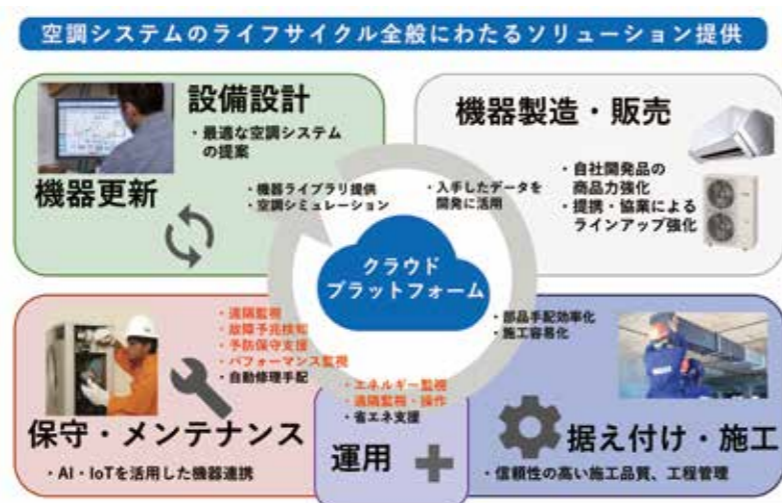 空調システムのライフサイクル全般にわたるソリューション提供
設備設計
・最適な空調システム
の提案
機器更新
・機器ライブラリ提供
・空調シミュレーション
機器製造・販売
・自社開発品の
商品力強化
・提携・協業による
ラインアップ強化
・入手したデータを
開発に活用
クラウド
プラットフォーム
・遠隔監視
・故障予兆検知
・予防保守支援
・パフォーマンス監視
・自動修理手配
保守・メンテナンス
・AI・IoTを活用した機器連携
・エネルギー監視
・遠隔監視・操作
・省エネ支援
運用
・部品手配効率化
・施工容易化
据え付け・施工
・信頼性の高い施工品質、工程管理